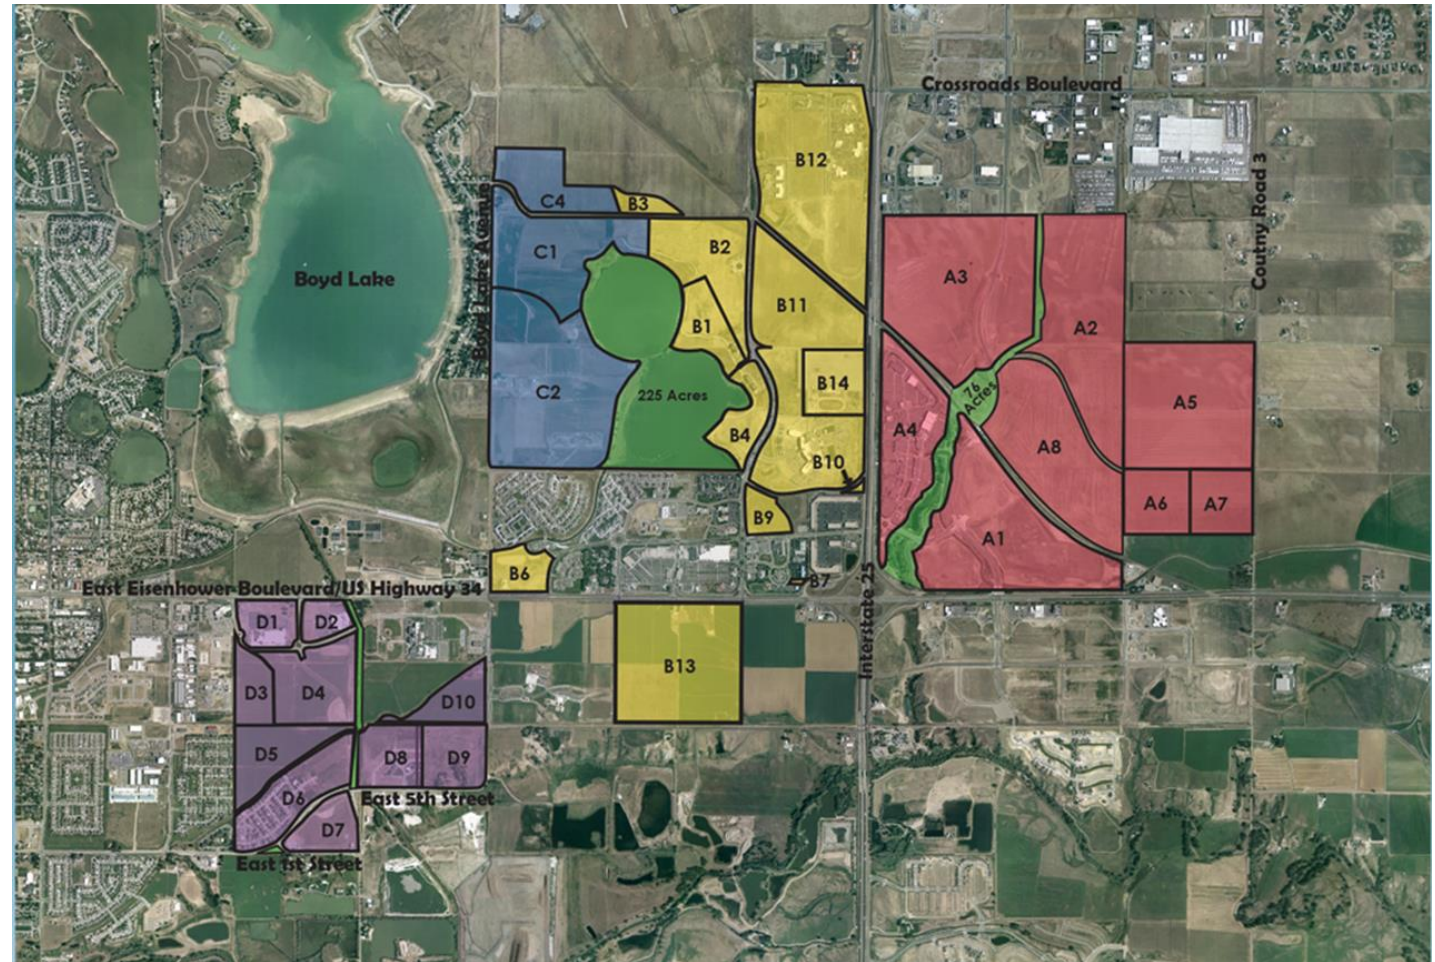 Crossroads Boulevard
B12
Coutny Road 3
C4
B3
Boyd Lake Avenue
C1
B2
Boyd Lake
A3
B11
B1
A2
B14
76
Acres
C2
225 Acres
A5
A4
B4
A8
B10
A6
A7
B9
A1
B6
B7
East Eisenhower Boulevard/US Highway 34
Interstate 25
D1
D2
B13
D3
D4
D10
D5
D8
D9
D6
East 5th Street
D7
East 1st Street